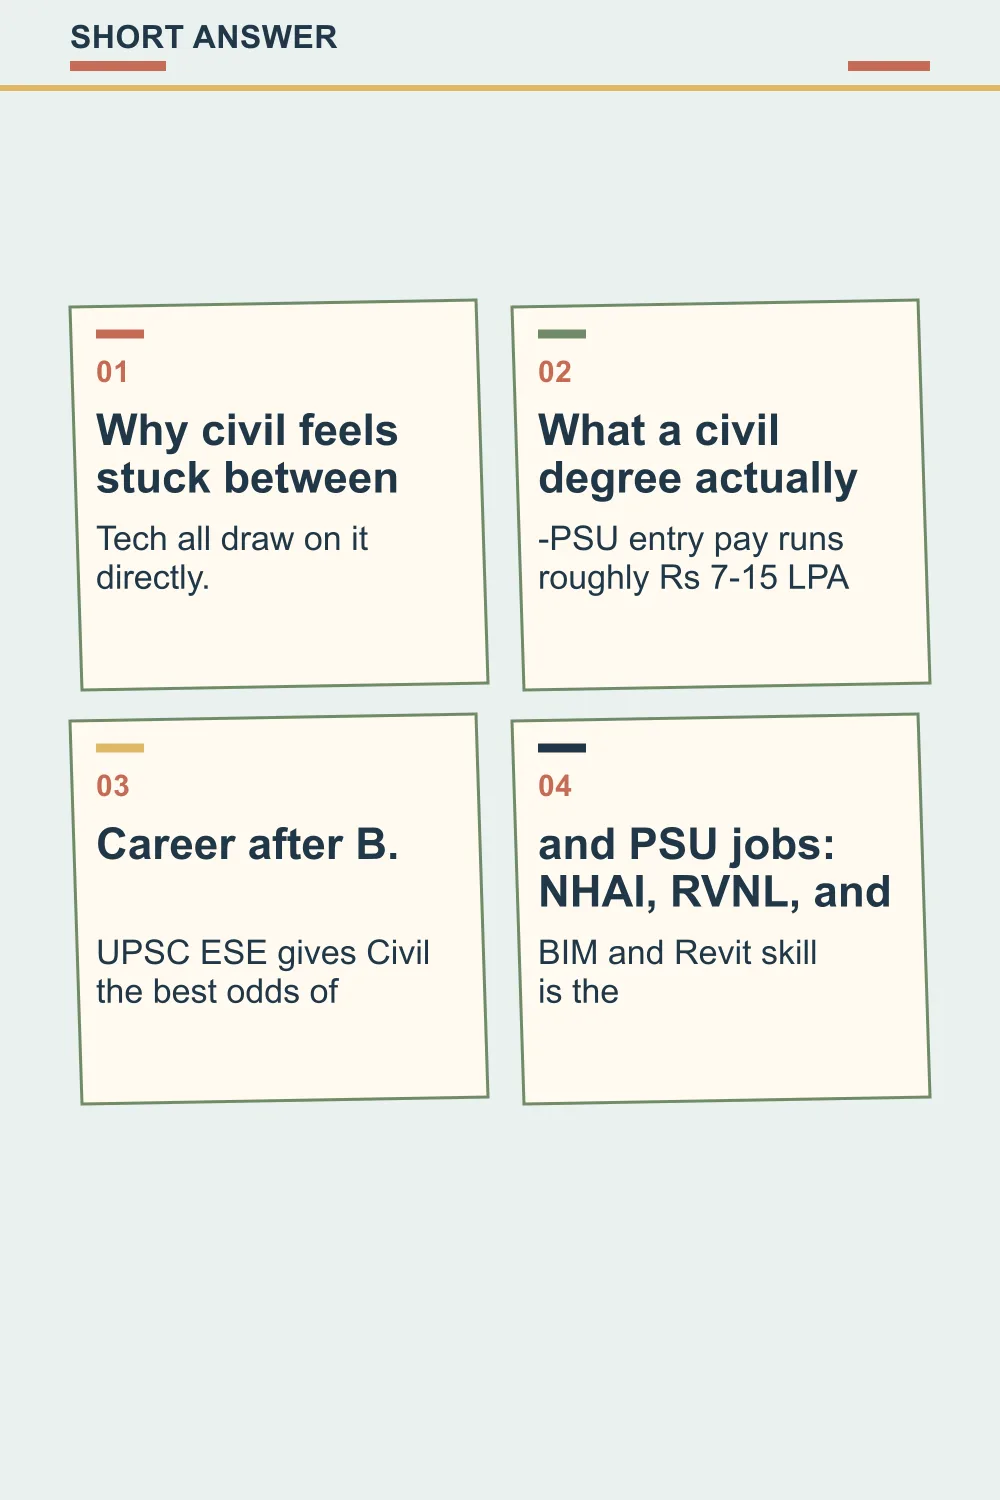 SHORT ANSWER
01
Why civil feels
stuck between
Tech all draw on it
directly.
02
What a civil
degree actually
-PSU entry pay runs
roughly Rs 7-15 LPA
03
Career after B.
UPSC ESE gives Civil
the best odds of
04
and PSU jobs:
NHAI, RVNL, and
BIM and Revit skill
is the